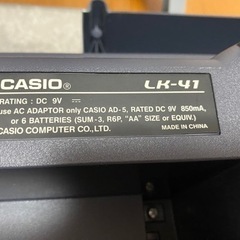 CASIO® LK-41
RATING: DC 9V ⎓
use AC ADAPTOR only CASIO AD-5, RATED DC 9V 850mA,
or 6 BATTERIES (SUM-3, R6P, "AA" SIZE or EQUIV.)
CASIO COMPUTER CO.,LTD. MADE IN CHINA